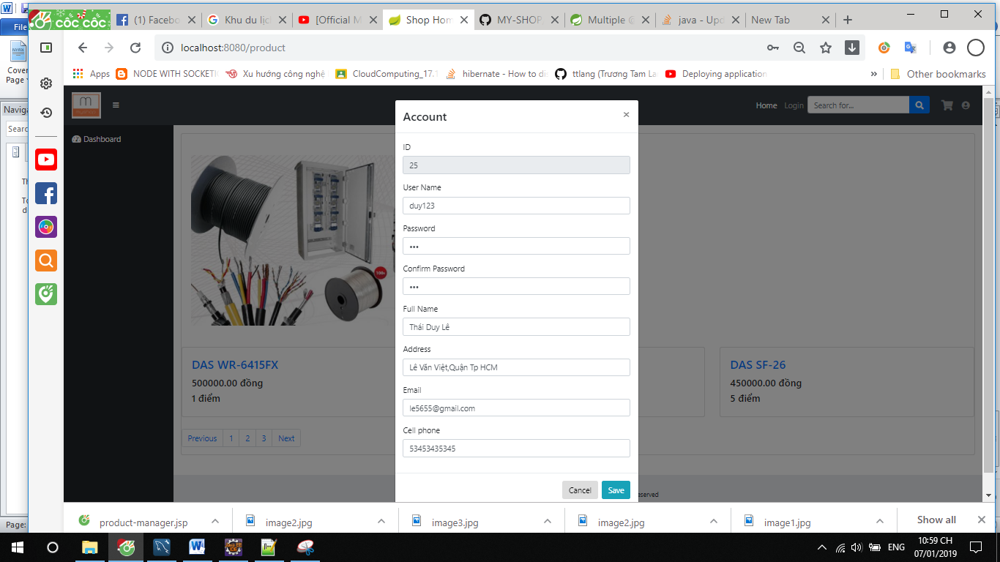 File
Cover
Page
Naviga
Searc
Page:
cốc cốc
(1) Facebo
Khu du lịc
[Official M
Shop Hom
MY-SHOP
Multiple @
java - Upd
New Tab
localhost:8080/product
Apps
NODE WITH SOCKETI
Xu hướng công nghệ
CloudComputing_17.1
hibernate - How to di
ttlang (Trương Tam La
Deploying application
»
Other bookmarks
m
Home
Login
Search for...
Dashboard
Account
×
ID
25
User Name
duy123
Password
•••
Confirm Password
•••
Full Name
Thái Duy Lê
Address
Lê Văn Việt,Quận Tp HCM
Email
le5655@gmail.com
Cell phone
53453435345
Cancel
Save
100m
DAS WR-6415FX
500000.00 đồng
1 điểm
DAS SF-26
450000.00 đồng
5 điểm
Previous
1
2
3
Next
eserved
product-manager.jsp
image2.jpg
image3.jpg
image2.jpg
image1.jpg
Show all
ENG
10:59 CH
07/01/2019